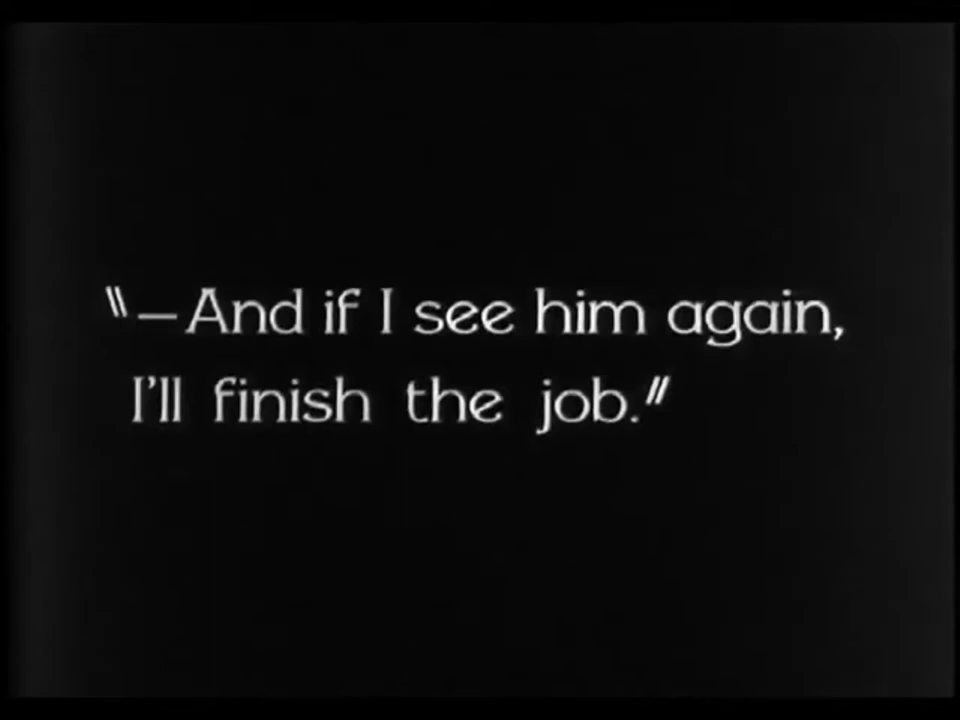 "—And if I see him again,
I'll finish the job."